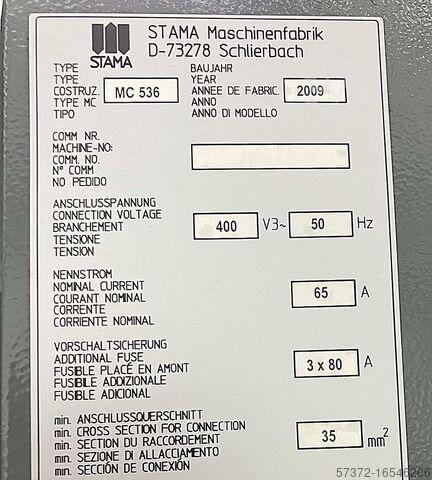 STAMA
STAMA Maschinenfabrik
D-73278 Schlierbach
TYPE
TYPE
COSTRUZ.
TYPE MC
TIPO
MC 536
BAUJAHR
YEAR
ANNEE DE FABRIC.
ANNO
ANNO DI MODELLO
2009
COMM NR.
MACHINE-NO:
COMM. NO.
N° COMM
NO PEDIDO
ANSCHLUSSPANNUNG
CONNECTION VOLTAGE
BRANCHEMENT
TENSIONE
TENSION
400 V3~ 50 Hz
NENNSTROM
NOMINAL CURRENT
COURANT NOMINAL
CORRENTE
CORRIENTE NOMINAL
65 A
VORSCHALTSICHERUNG
ADDITIONAL FUSE
FUSIBLE PLACÉ EN AMONT
FUSIBLE ADDIZIONALE
FUSIBLE ADICIONAL
3 x 80 A
min. ANSCHLUSSQUERSCHNITT
min. CROSS SECTION FOR CONNECTION
min. SECTION DU RACCORDEMENT
min. SEZIONE DI ALLACCIAMENTO
min. SECCIÓN DE CONEXIÓN
35 mm²
57372-16546206